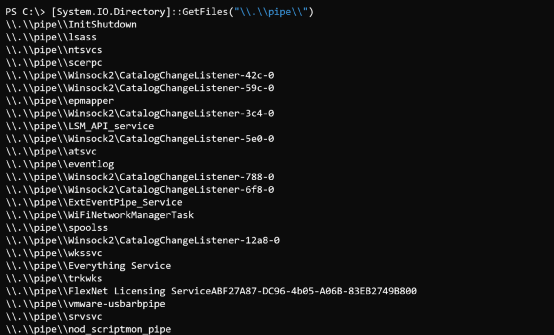 PS C:\> [System.IO.Directory]::GetFiles("\\.\\pipe\\")
\\.\\pipe\\InitShutdown
\\.\\pipe\\lsass
\\.\\pipe\\ntsvcs
\\.\\pipe\\scerpc
\\.\\pipe\\Winsock2\CatalogChangeListener-42c-0
\\.\\pipe\\Winsock2\CatalogChangeListener-59c-0
\\.\\pipe\\epmapper
\\.\\pipe\\Winsock2\CatalogChangeListener-3c4-0
\\.\\pipe\\LSM_API_service
\\.\\pipe\\Winsock2\CatalogChangeListener-5e0-0
\\.\\pipe\\atsvc
\\.\\pipe\\eventlog
\\.\\pipe\\Winsock2\CatalogChangeListener-788-0
\\.\\pipe\\Winsock2\CatalogChangeListener-6f8-0
\\.\\pipe\\ExtEventPipe_Service
\\.\\pipe\\WiFiNetworkManagerTask
\\.\\pipe\\spoolss
\\.\\pipe\\Winsock2\CatalogChangeListener-12a8-0
\\.\\pipe\\wkssvc
\\.\\pipe\\Everything Service
\\.\\pipe\\trkwks
\\.\\pipe\\FlexNet Licensing ServiceABF27A87-DC96-4b05-A06B-83EB2749B800
\\.\\pipe\\vmware-usbarbpipe
\\.\\pipe\\srvsvc
\\.\\pipe\\nod_scriptmon_pipe